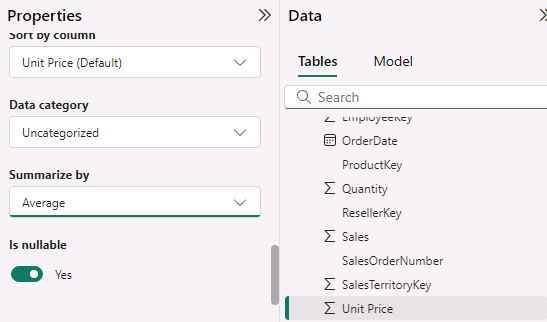 Properties
Sort by column
Unit Price (Default)
Data category
Uncategorized
Summarize by
Average
Is nullable
Yes
Data
Tables
Model
Search
EmployeeKey
OrderDate
ProductKey
Quantity
ResellerKey
Sales
SalesOrderNumber
SalesTerritoryKey
Unit Price